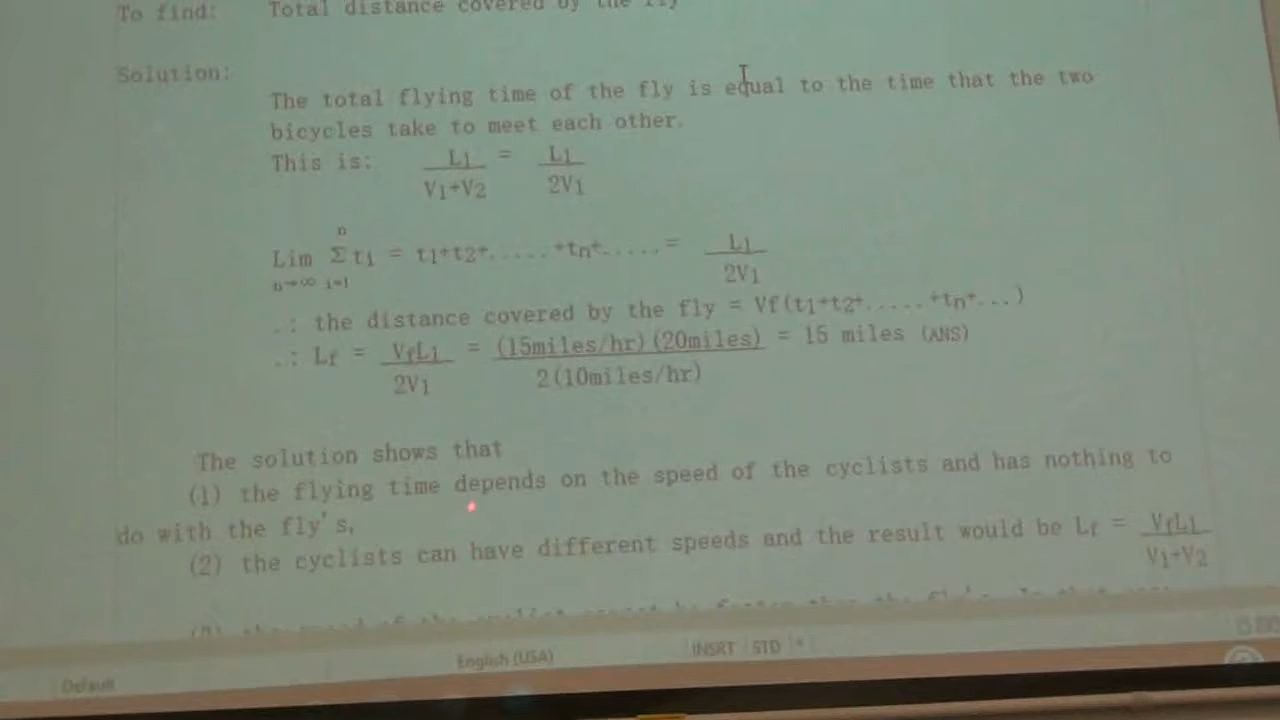 To find: Total distance covered by the fly
Solution:
The total flying time of the fly is equal to the time that the two
bicycles take to meet each other.
This is: L1 = L1
V1+V2 2V1
n
Lim Σ ti = t1+t2+.....+tn+.....= L1
n→∞ i=1 2V1
.: the distance covered by the fly = Vf(t1+t2+.....+tn+...)
.: Lf = VfL1 = (15miles/hr)(20miles) = 15 miles (ANS)
2V1 2(10miles/hr)
The solution shows that
(1) the flying time depends on the speed of the cyclists and has nothing to
do with the fly's,
(2) the cyclists can have different speeds and the result would be Lf = VfL1
V1+V2
Default English (USA) INSRT STD *